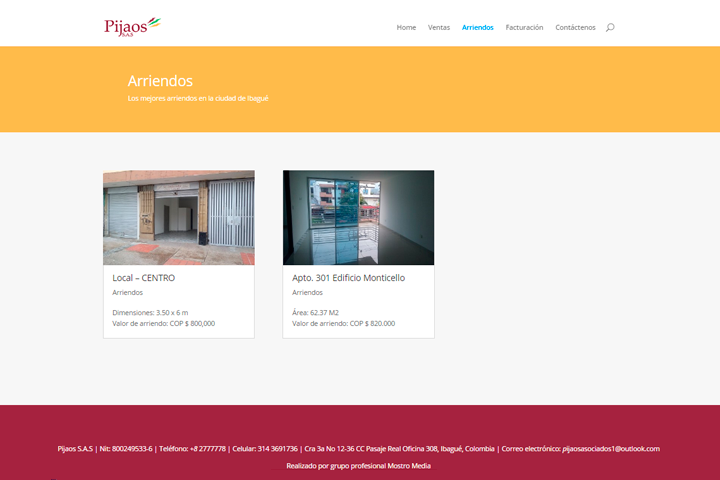 Pijaos
S.A.S
Home Ventas Arriendos Facturación Contáctenos
Arriendos
Los mejores arriendos en la ciudad de Ibagué
Local – CENTRO
Arriendos
Dimensiones: 3.50 x 6 m
Valor de arriendo: COP $ 800,000
Apto. 301 Edificio Monticello
Arriendos
Área: 62.37 M2
Valor de arriendo: COP $ 820.000
Pijaos S.A.S | Nit: 800249533-6 | Teléfono: +8 2777778 | Celular: 314 3691736 | Cra 3a No 12-36 CC Pasaje Real Oficina 308, Ibagué, Colombia | Correo electrónico: pijaosasociados1@outlook.com
Realizado por grupo profesional Mostro Media